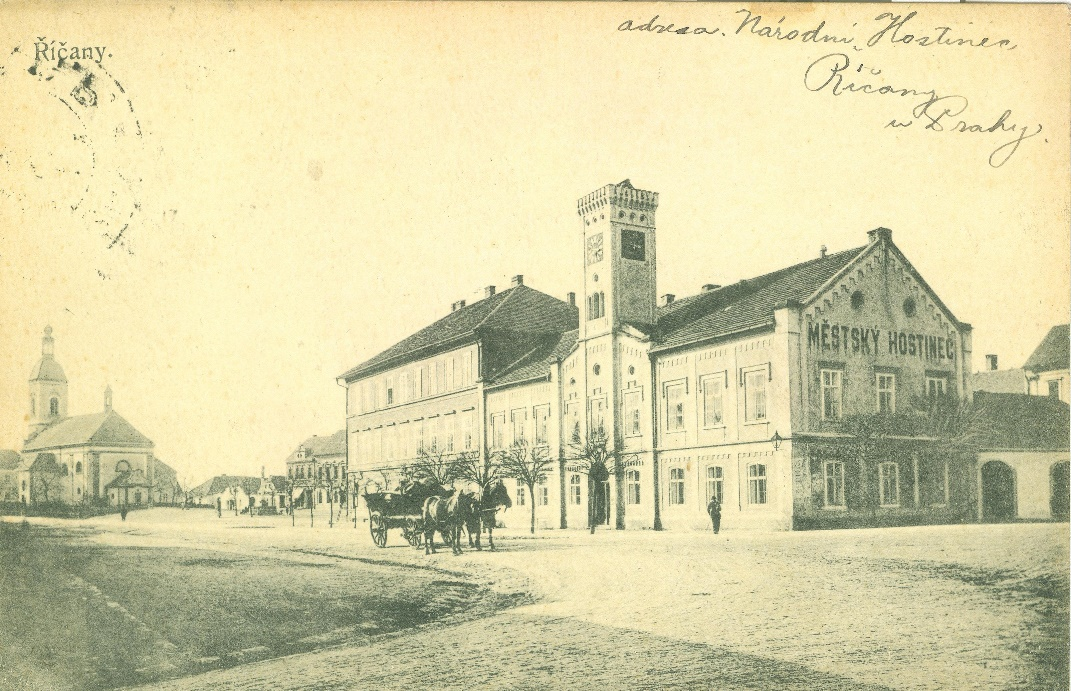 Říčany.
adresa. Národní Hostinec
Říčany
u Prahy.
MĚSTSKÝ HOSTINEC